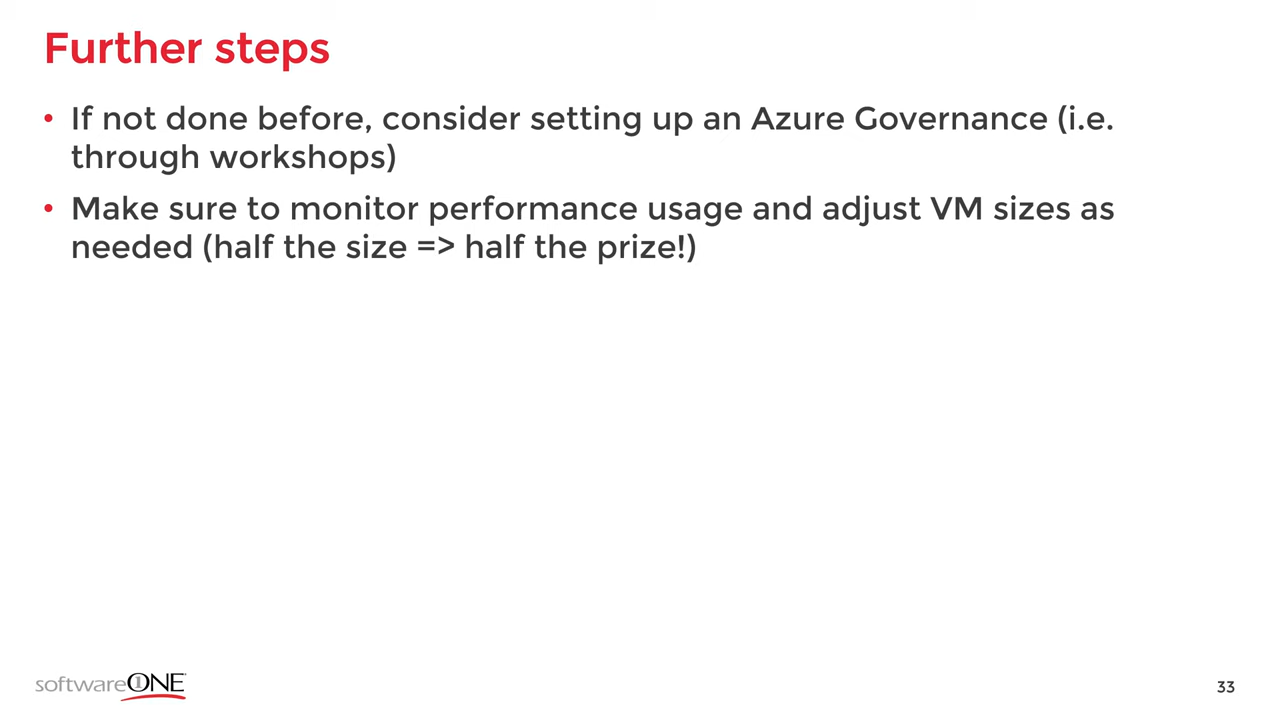 Further steps
• If not done before, consider setting up an Azure Governance (i.e.
through workshops)
• Make sure to monitor performance usage and adjust VM sizes as
needed (half the size => half the prize!)
softwareONE
33